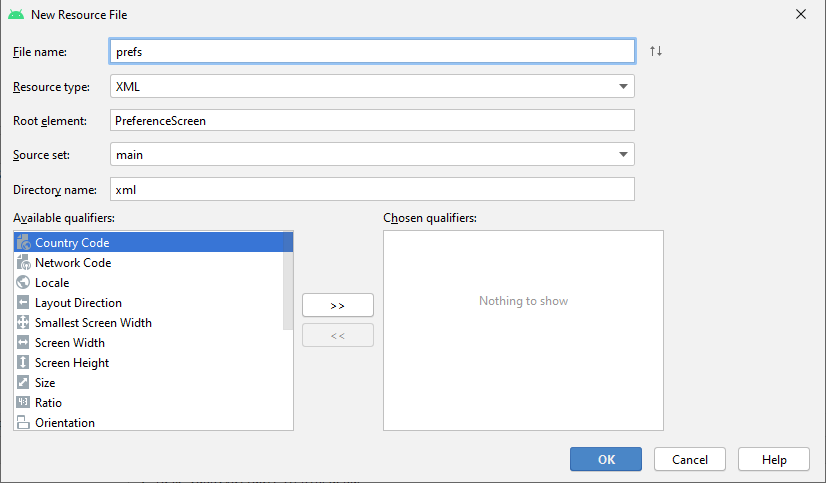 New Resource File
File name: prefs
Resource type: XML
Root element: PreferenceScreen
Source set: main
Directory name: xml
Available qualifiers:
Chosen qualifiers:
Country Code
Network Code
Locale
Layout Direction
Smallest Screen Width
Screen Width
Screen Height
Size
Ratio
Orientation
>>
<<
Nothing to show
OK
Cancel
Help